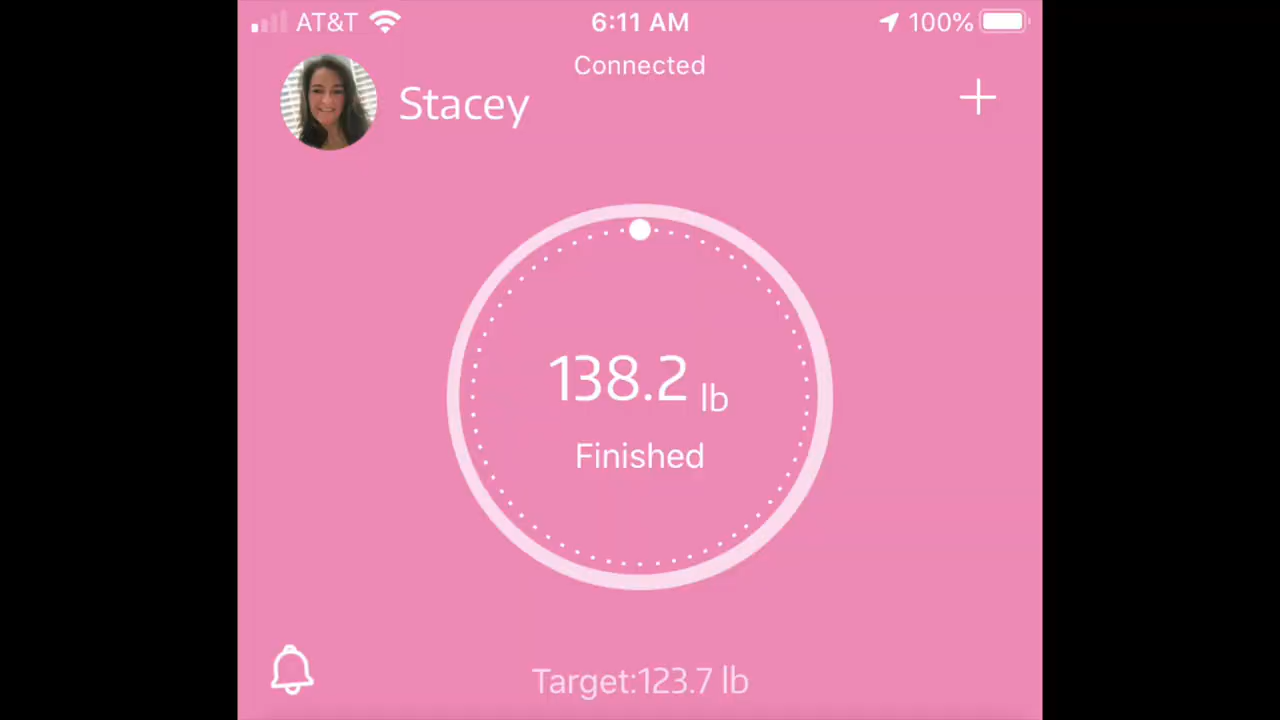 AT&T 6:11 AM 100%
Connected
Stacey
138.2 lb
Finished
Target:123.7 lb